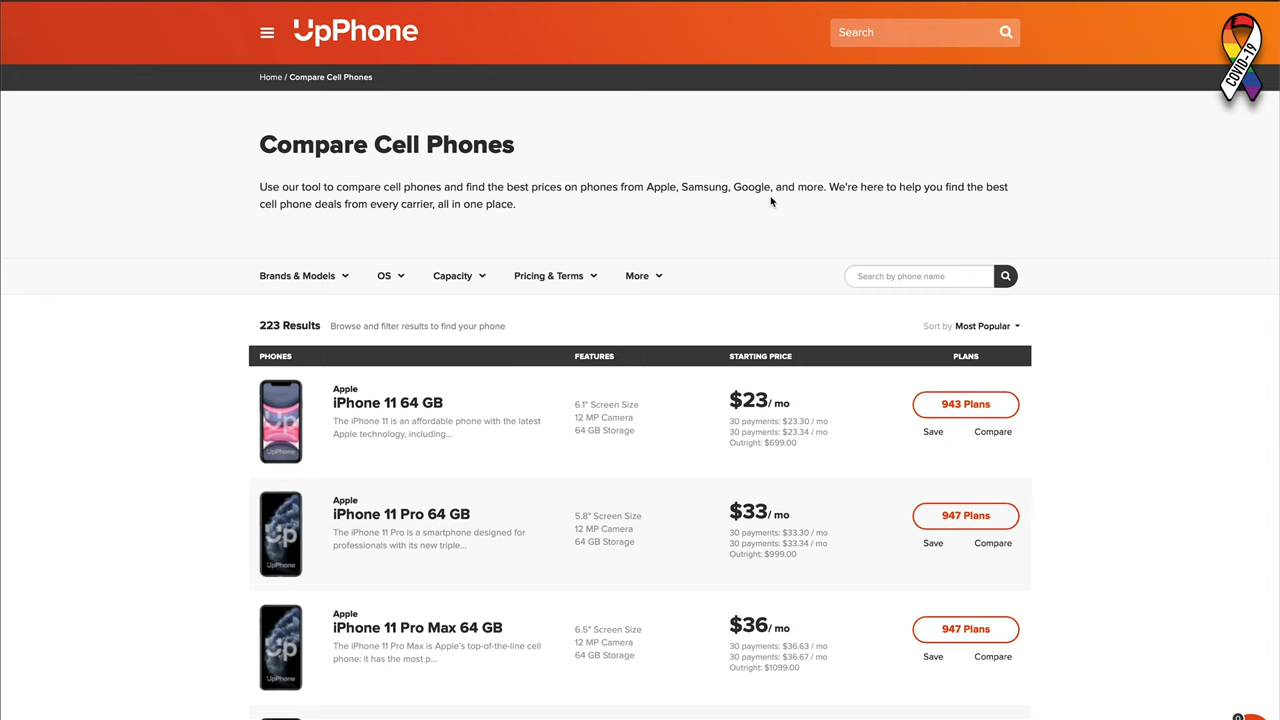 UpPhone
Search
COVID-19
Home / Compare Cell Phones
Compare Cell Phones
Use our tool to compare cell phones and find the best prices on phones from Apple, Samsung, Google, and more. We're here to help you find the best
cell phone deals from every carrier, all in one place.
Brands & Models OS Capacity Pricing & Terms More Search by phone name
223 Results Browse and filter results to find your phone Sort by Most Popular
PHONES FEATURES STARTING PRICE PLANS
Apple
iPhone 11 64 GB
The iPhone 11 is an affordable phone with the latest
Apple technology, including...
6.1" Screen Size
12 MP Camera
64 GB Storage
$23 / mo
30 payments: $23.30 / mo
30 payments: $23.34 / mo
Outright: $699.00
943 Plans
Save Compare
Up
UpPhone
Apple
iPhone 11 Pro 64 GB
The iPhone 11 Pro is a smartphone designed for
professionals with its new triple...
5.8" Screen Size
12 MP Camera
64 GB Storage
$33 / mo
30 payments: $33.30 / mo
30 payments: $33.34 / mo
Outright: $999.00
947 Plans
Save Compare
Up
UpPhone
Apple
iPhone 11 Pro Max 64 GB
The iPhone 11 Pro Max is Apple's top-of-the-line cell
phone: it has the most p...
6.5" Screen Size
12 MP Camera
64 GB Storage
$36 / mo
30 payments: $36.63 / mo
30 payments: $36.67 / mo
Outright: $1099.00
947 Plans
Save Compare
Up
UpPhone
0